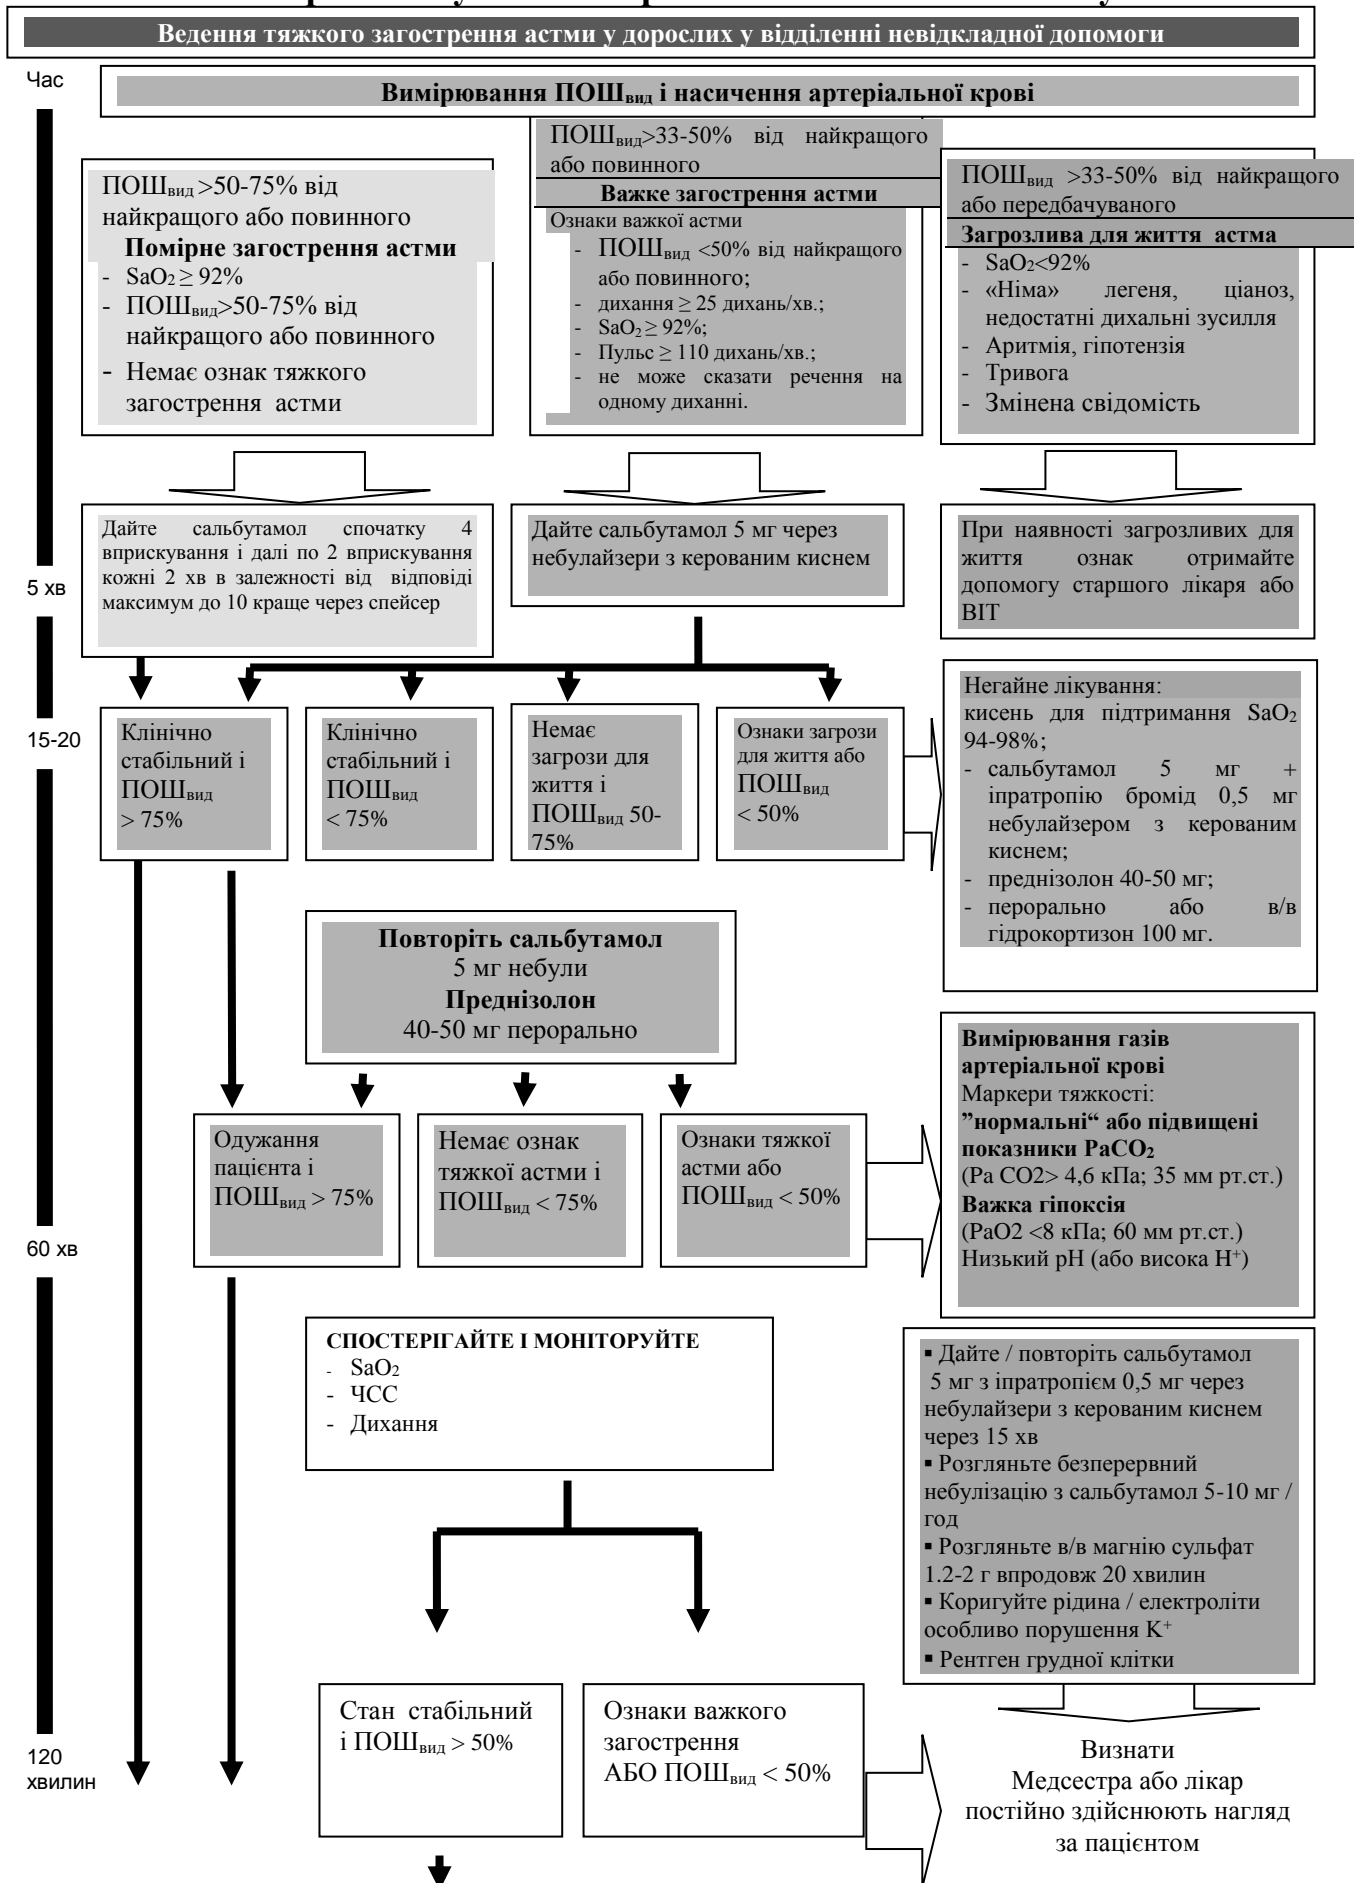 Ведення тяжкого загострення астми у дорослих у відділенні невідкладної допомоги
Час
Вимірювання ПОШвид і насичення артеріальної крові
ПОШвид >50-75% від
найкращого або повинного
Помірне загострення астми
- SaO2 ≥ 92%
- ПОШвид>50-75% від
найкращого або повинного
- Немає ознак тяжкого
загострення астми
ПОШвид>33-50% від найкращого
або повинного
Важке загострення астми
Ознаки важкої астми
- ПОШвид <50% від найкращого
або повинного;
- дихання ≥ 25 дихань/хв.;
- SaO2 ≥ 92%;
- Пульс ≥ 110 дихань/хв.;
- не може сказати речення на
одному диханні.
ПОШвид >33-50% від найкращого
або передбачуваного
Загрозлива для життя астма
- SaO2<92%
- «Німа» легеня, ціаноз,
недостатні дихальні зусилля
- Аритмія, гіпотензія
- Тривога
- Змінена свідомість
Дайте сальбутамол спочатку 4
вприскування і далі по 2 вприскування
кожні 2 хв в залежності від відповіді
максимум до 10 краще через спейсер
Дайте сальбутамол 5 мг через
небулайзери з керованим киснем
При наявності загрозливих для
життя ознак отримайте
допомогу старшого лікаря або
ВІТ
5 хв
15-20
Клінічно
стабільний і
ПОШвид
> 75%
Клінічно
стабільний і
ПОШвид
< 75%
Немає
загрози для
життя і
ПОШвид 50-
75%
Ознаки загрози
для життя або
ПОШвид
< 50%
Негайне лікування:
кисень для підтримання SaO2
94-98%;
- сальбутамол 5 мг +
іпратропію бромід 0,5 мг
небулайзером з керованим
киснем;
- преднізолон 40-50 мг;
- перорально або в/в
гідрокортизон 100 мг.
Повторіть сальбутамол
5 мг небули
Преднізолон
40-50 мг перорально
Вимірювання газів
артеріальної крові
Маркери тяжкості:
”нормальні“ або підвищені
показники PaCO2
(Pa CO2> 4,6 кПа; 35 мм рт.ст.)
Важка гіпоксія
(PaO2 <8 кПа; 60 мм рт.ст.)
Низький pH (або висока H+)
Одужання
пацієнта і
ПОШвид > 75%
Немає ознак
тяжкої астми і
ПОШвид < 75%
Ознаки тяжкої
астми або
ПОШвид < 50%
60 хв
СПОСТЕРІГАЙТЕ І МОНІТОРУЙТЕ
- SaO2
- ЧСС
- Дихання
▪ Дайте / повторіть сальбутамол
5 мг з іпратропієм 0,5 мг через
небулайзери з керованим киснем
через 15 хв
▪ Розгляньте безперервний
небулізацію з сальбутамол 5-10 мг /
год
▪ Розгляньте в/в магнію сульфат
1.2-2 г впродовж 20 хвилин
▪ Коригуйте рідина / електроліти
особливо порушення K+
▪ Рентген грудної клітки
Стан стабільний
і ПОШвид > 50%
Ознаки важкого
загострення
АБО ПОШвид < 50%
120
хвилин
Визнати
Медсестра або лікар
постійно здійснюють нагляд
за пацієнтом